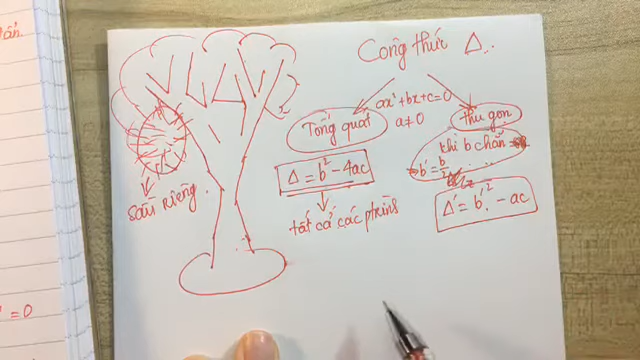 Công thức Δ..
ax²+bx+c=0
a≠0
Tổng quát
thu gọn
khi b chẵn
b'=b/2
Δ=b²-4ac
Δ'=b'²-ac
sầu riêng.
tất cả các ptrình
=0